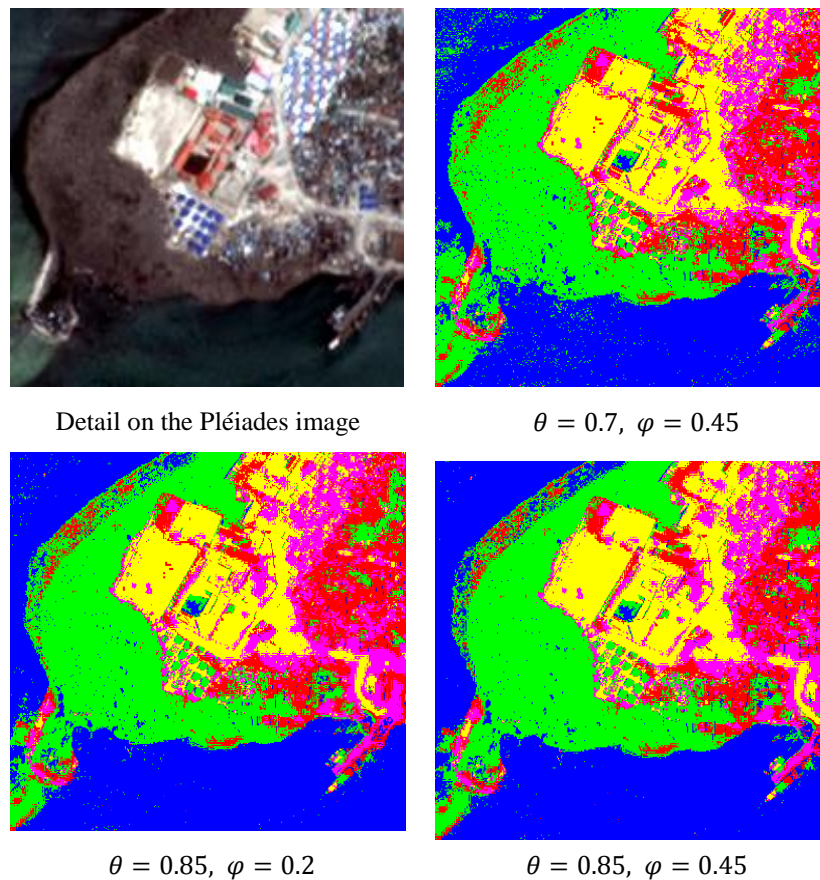 Detail on the Pléiades image
𝜃 = 0.7, 𝜑 = 0.45
𝜃 = 0.85, 𝜑 = 0.2
𝜃 = 0.85, 𝜑 = 0.45